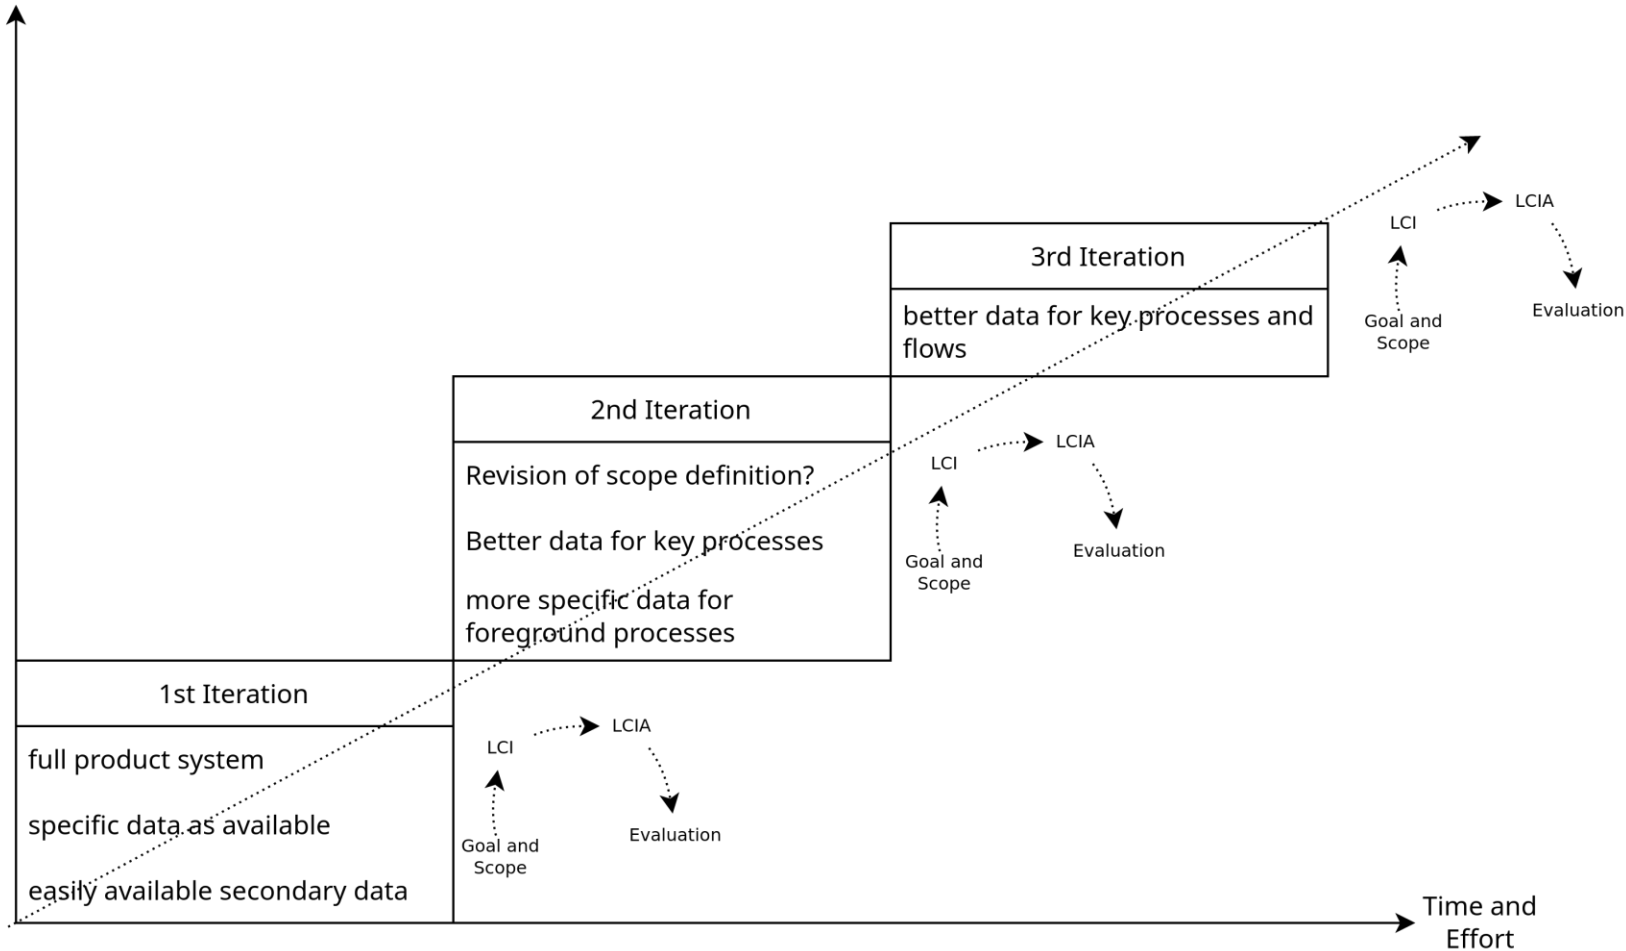 LCI
LCIA
Goal and
Scope
Evaluation
3rd Iteration
better data for key processes and
flows
2nd Iteration
Revision of scope definition?
Better data for key processes
more specific data for
foreground processes
LCI
LCIA
Goal and
Scope
Evaluation
1st Iteration
full product system
specific data as available
easily available secondary data
LCI
LCIA
Goal and
Scope
Evaluation
Time and
Effort